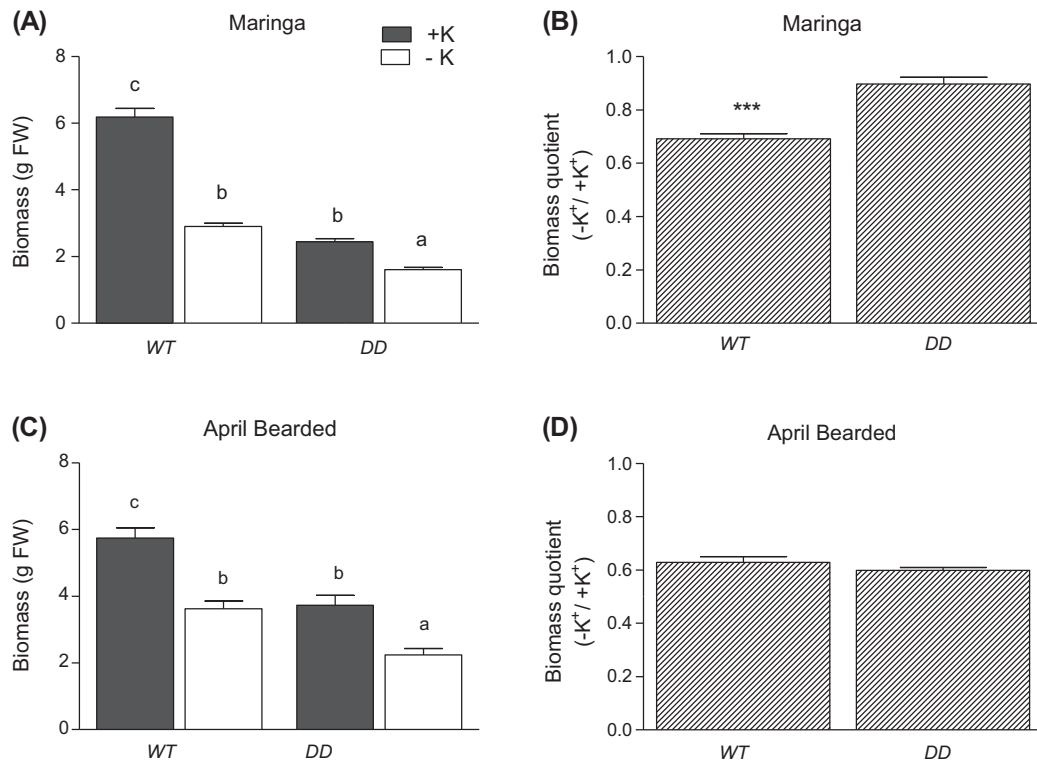 (A)
Maringa
+K
- K
Biomass (g FW)
8
6
4
2
0
c
b
b
a
WT
DD
(B)
Maringa
Biomass quotient
(-K⁺/ +K⁺)
1.0
0.8
0.6
0.4
0.2
0.0
***
WT
DD
(C)
April Bearded
Biomass (g FW)
8
6
4
2
0
c
b
b
a
WT
DD
(D)
April Bearded
Biomass quotient
(-K⁺/ +K⁺)
1.0
0.8
0.6
0.4
0.2
0.0
WT
DD